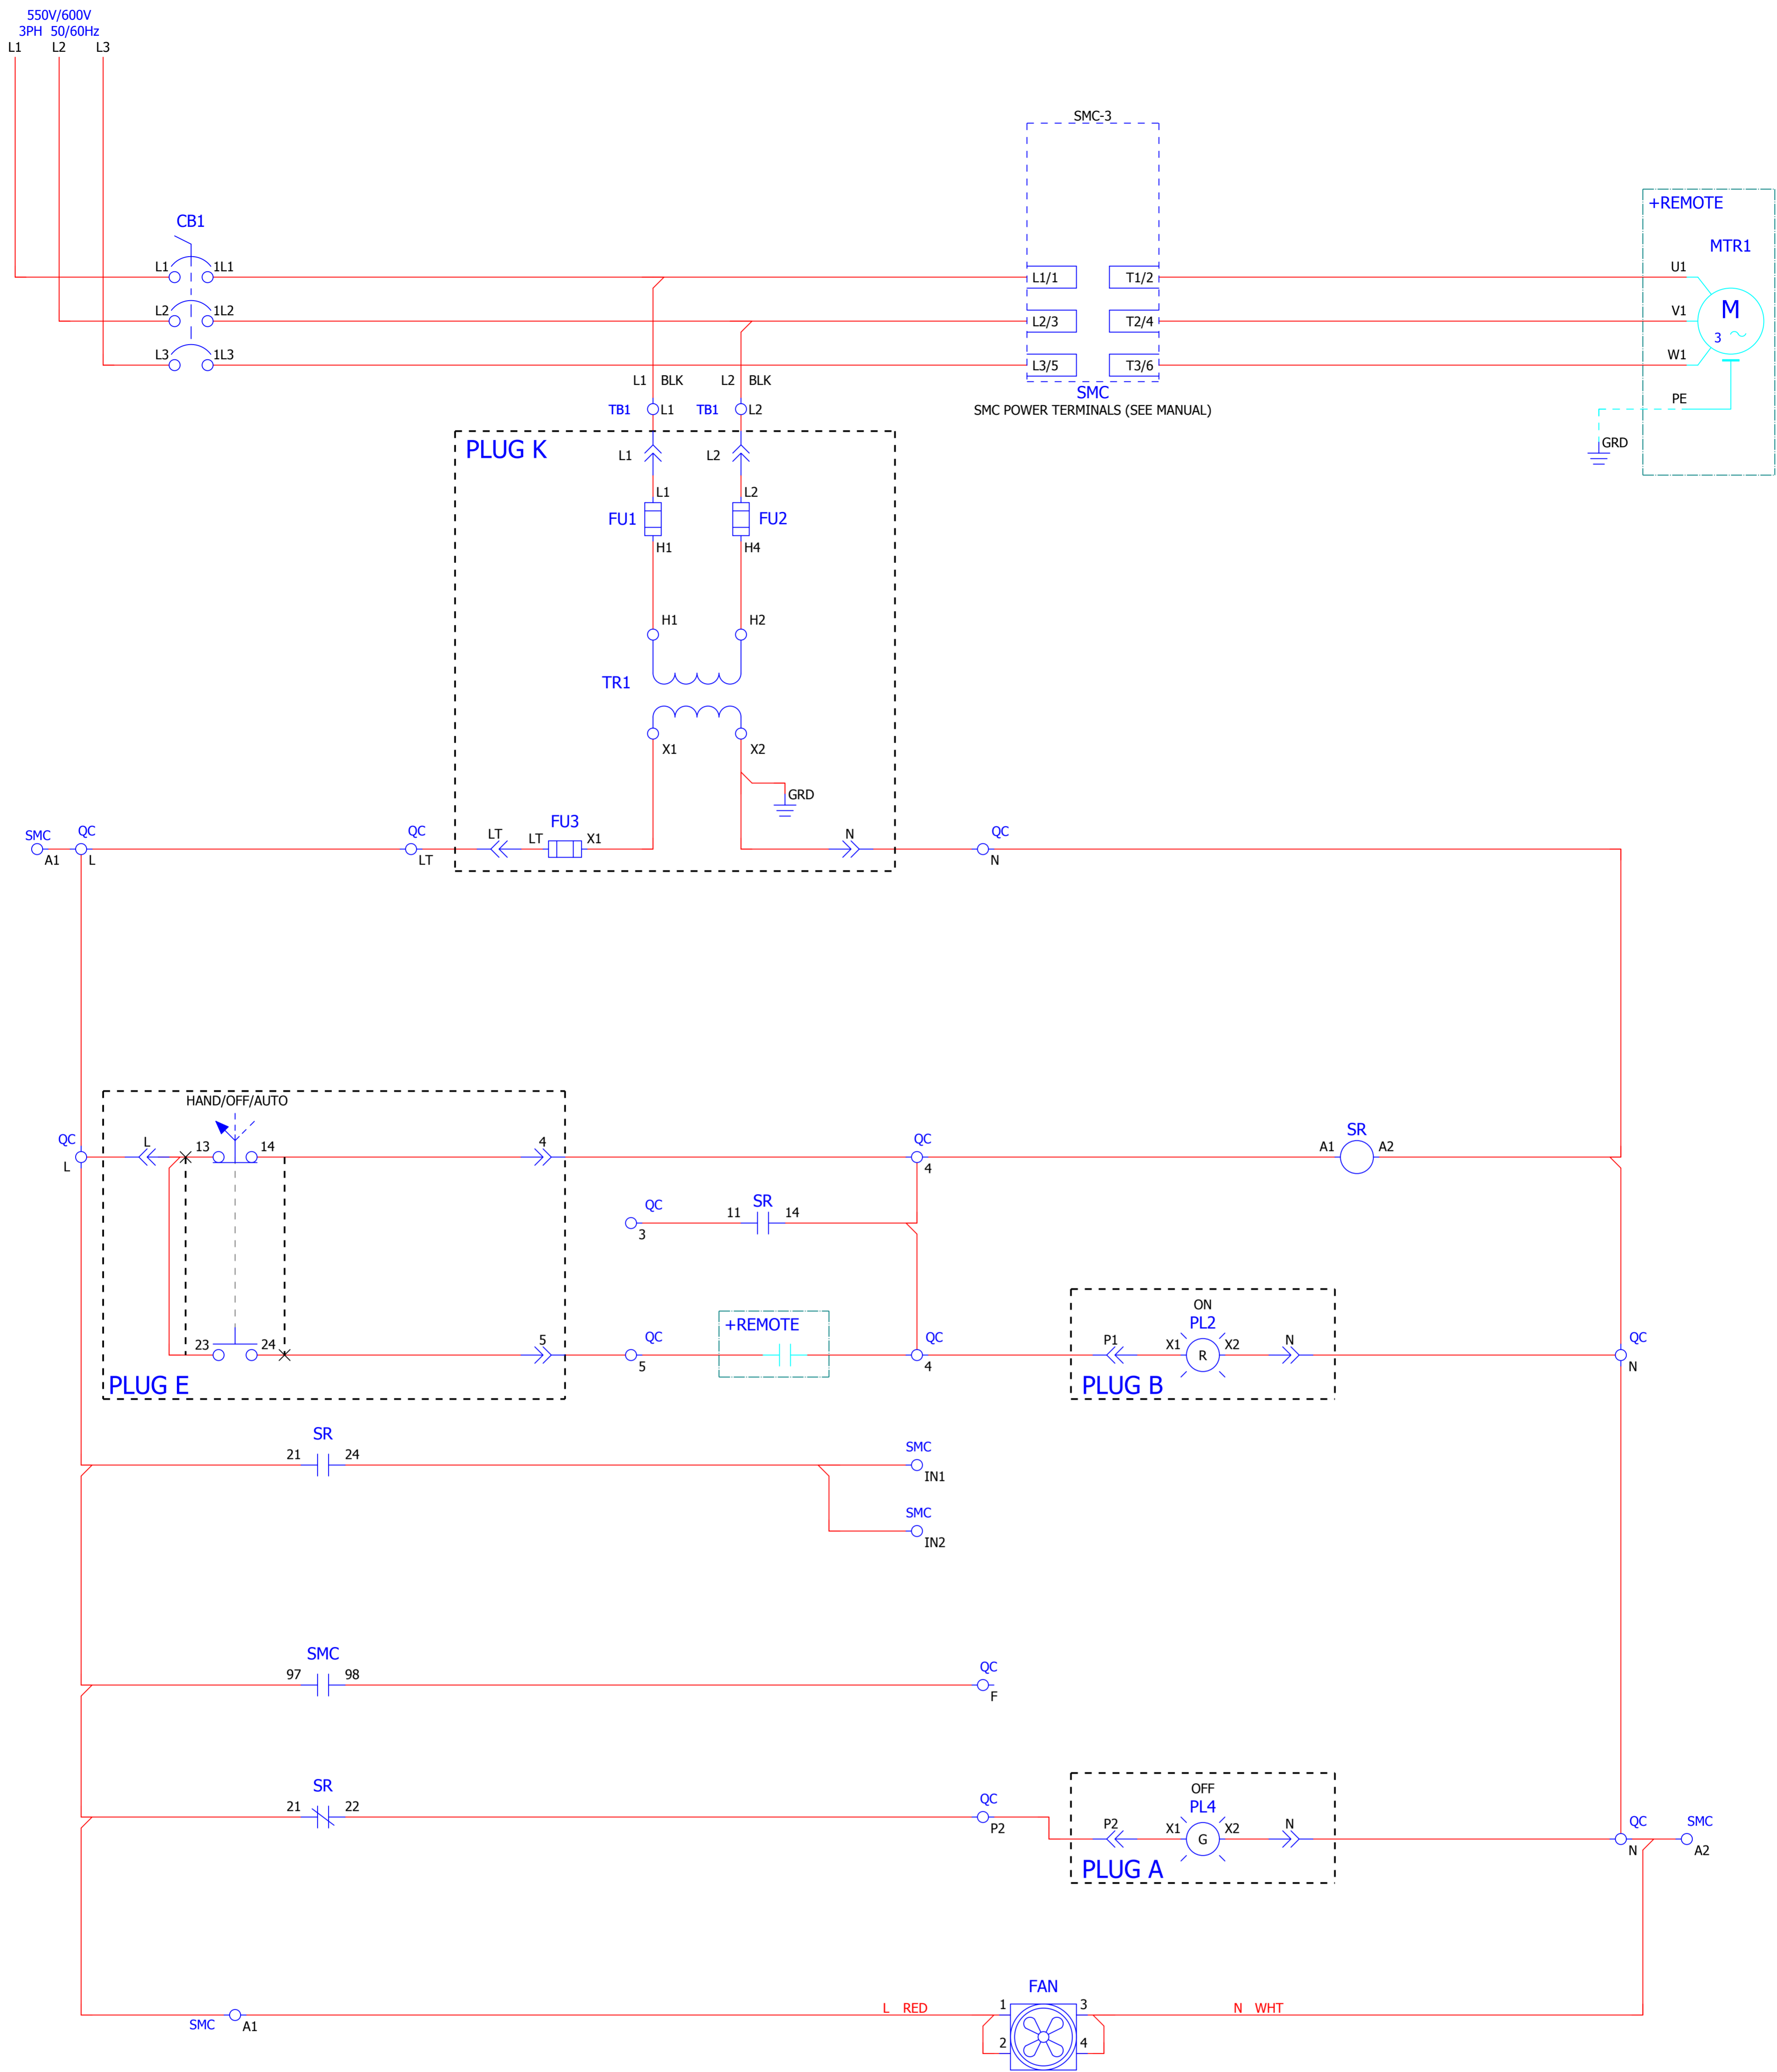 550V/600V
3PH 50/60Hz
L1 L2 L3
SMC-3
+REMOTE
CB1
MTR1
L1 1L1 L1/1 T1/2 U1
L2 1L2 L2/3 T2/4 V1 M
3
L3 1L3 L3/5 T3/6 W1
L1 BLK L2 BLK
SMC
TB1 L1 TB1 L2
SMC POWER TERMINALS (SEE MANUAL)
PE
GRD
PLUG K
L1 L2
L1 L2
FU1 FU2
H1 H4
H1 H2
TR1
X1 X2
GRD
SMC QC QC LT FU3 LT X1 N QC
A1 L LT N
HAND/OFF/AUTO
QC L 13 14 4 QC SR A1 A2
L 4
QC SR
3 11 14
+REMOTE
ON
PL2
23 24 5 QC QC P1 X1 R X2 N QC
5 4 N
PLUG E PLUG B
SR
21 24 SMC
IN1
SMC
IN2
SMC
97 98 QC
F
SR OFF
21 22 QC PL4
P2 P2 X1 G X2 N QC SMC
N A2
PLUG A
FAN
L RED 1 3 N WHT
SMC A1
2 4